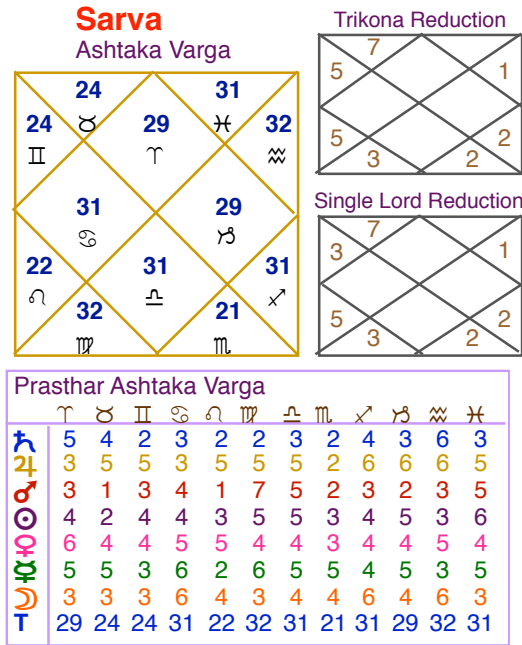 Sarva
Ashtaka Varga
24 31
24 ♉ 29 ♓ 32
♊ ♈ ♒
31 29
♋ ♑
22 31 31
♌ 32 ♎ 21 ♐
♍ ♏
Trikona Reduction
7
5 1
5 2
3 2
Single Lord Reduction
7
3 1
5 2
3 2
Prasthar Ashtaka Varga
♈ ♉ ♊ ♋ ♌ ♍ ♎ ♏ ♐ ♑ ♒ ♓
♄ 5 4 2 3 2 2 3 2 4 3 6 3
♃ 3 5 5 5 5 5 5 2 6 6 6 5
♂ 3 1 3 4 1 7 5 2 3 2 3 5
☉ 4 2 4 4 3 5 5 3 4 5 3 6
♀ 6 4 4 5 5 4 4 3 4 4 5 4
☿ 5 5 3 6 2 6 5 5 4 5 3 5
☽ 3 3 3 6 4 3 4 4 6 4 6 3
T 29 24 24 31 22 32 31 21 31 29 32 31